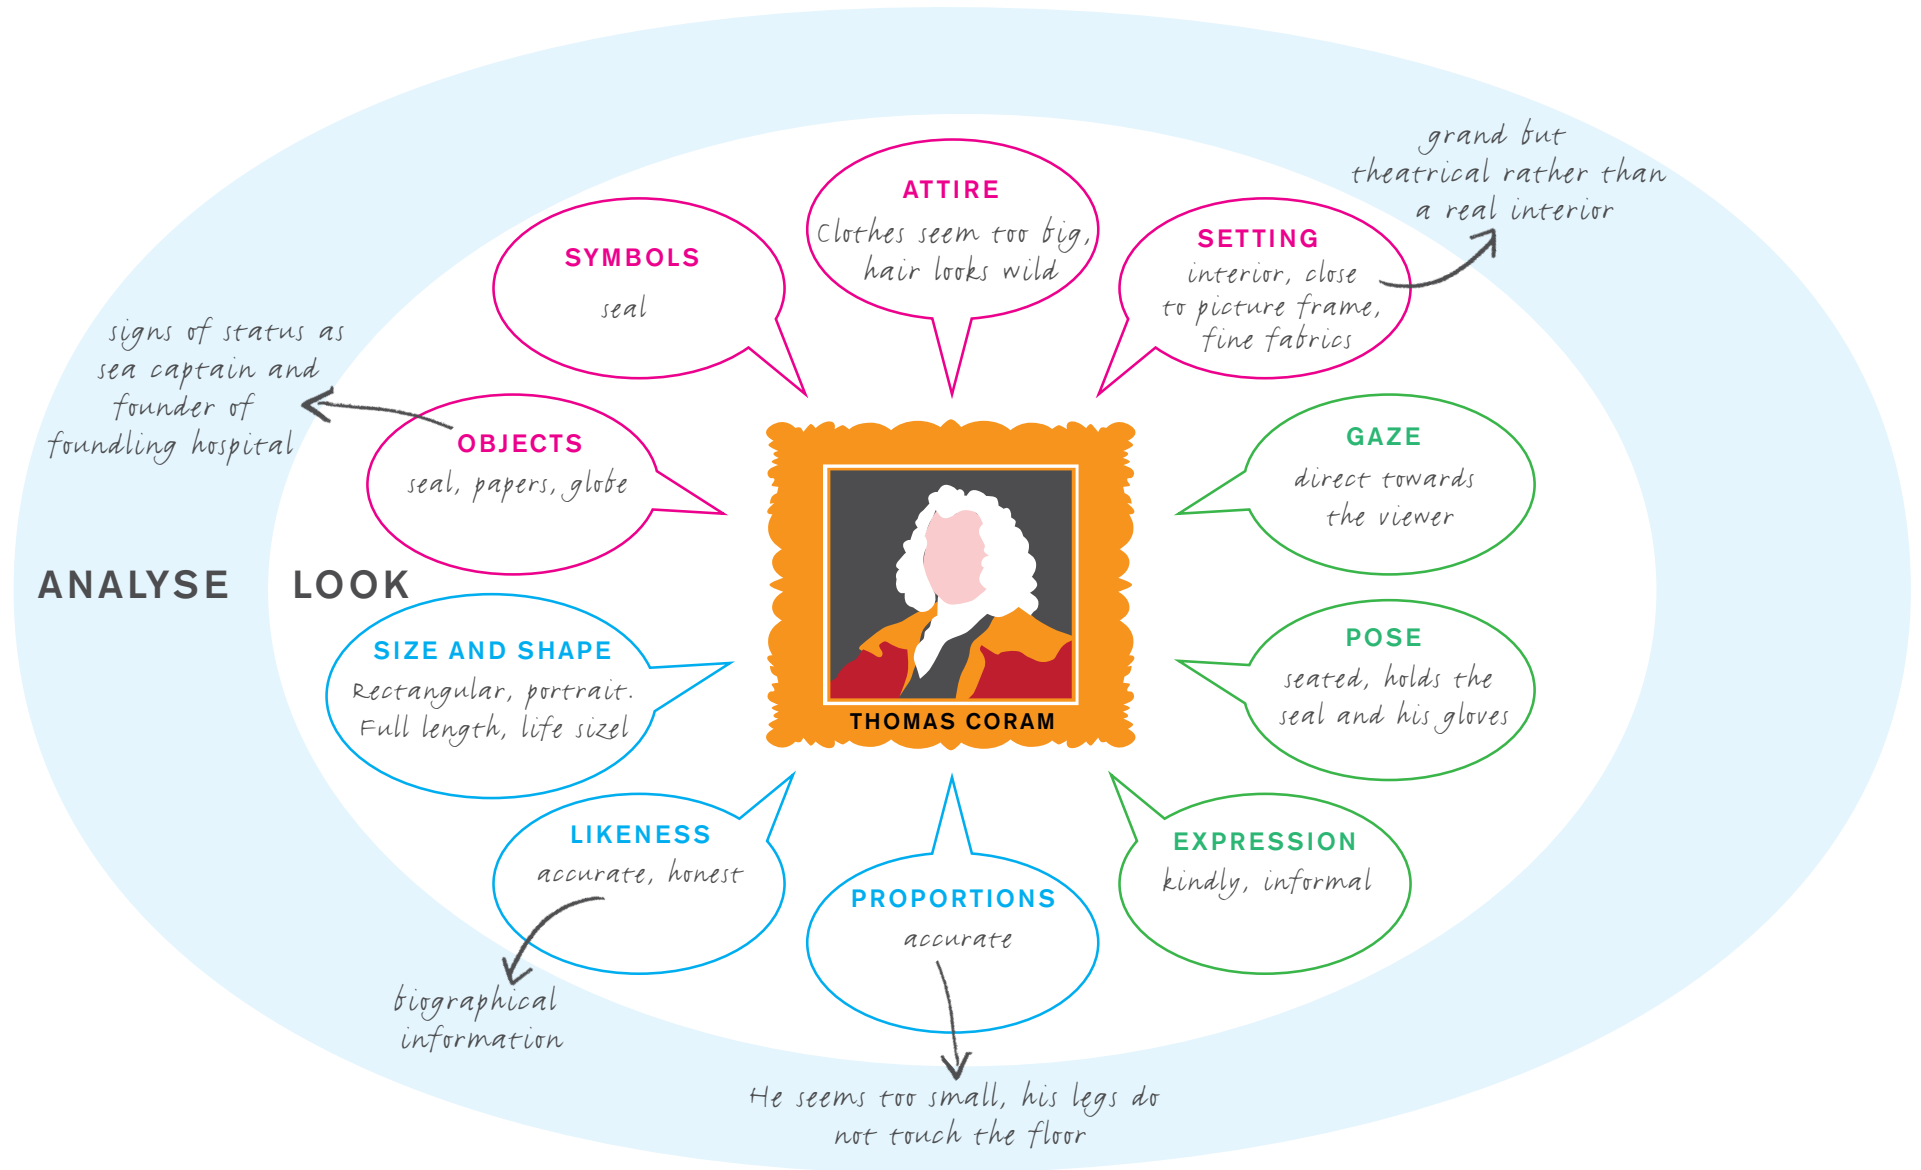 ATTIRE
Clothes seem too big,
hair looks wild
grand but
theatrical rather than
a real interior
SYMBOLS
seal
SETTING
interior, close
to picture frame,
fine fabrics
signs of status as
sea captain and
founder of
foundling hospital
OBJECTS
seal, papers, globe
GAZE
direct towards
the viewer
ANALYSE
LOOK
SIZE AND SHAPE
Rectangular, portrait.
Full length, life sizel
POSE
seated, holds the
seal and his gloves
THOMAS CORAM
LIKENESS
accurate, honest
EXPRESSION
kindly, informal
PROPORTIONS
accurate
biographical
information
He seems too small, his legs do
not touch the floor